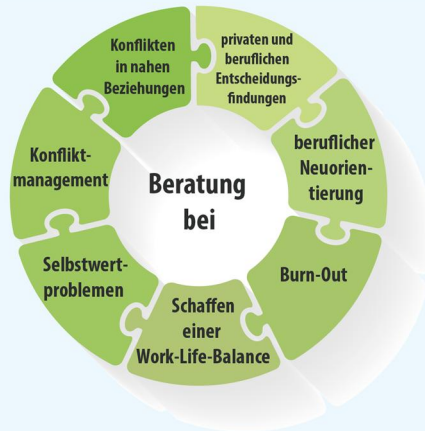 Beratung
bei
privaten und
beruflichen
Entscheidungs-
findungen
beruflicher
Neuorien-
tierung
Burn-Out
Schaffen
einer
Work-Life-Balance
Selbstwert-
problemen
Konflikt-
management
Konflikten
in nahen
Beziehungen